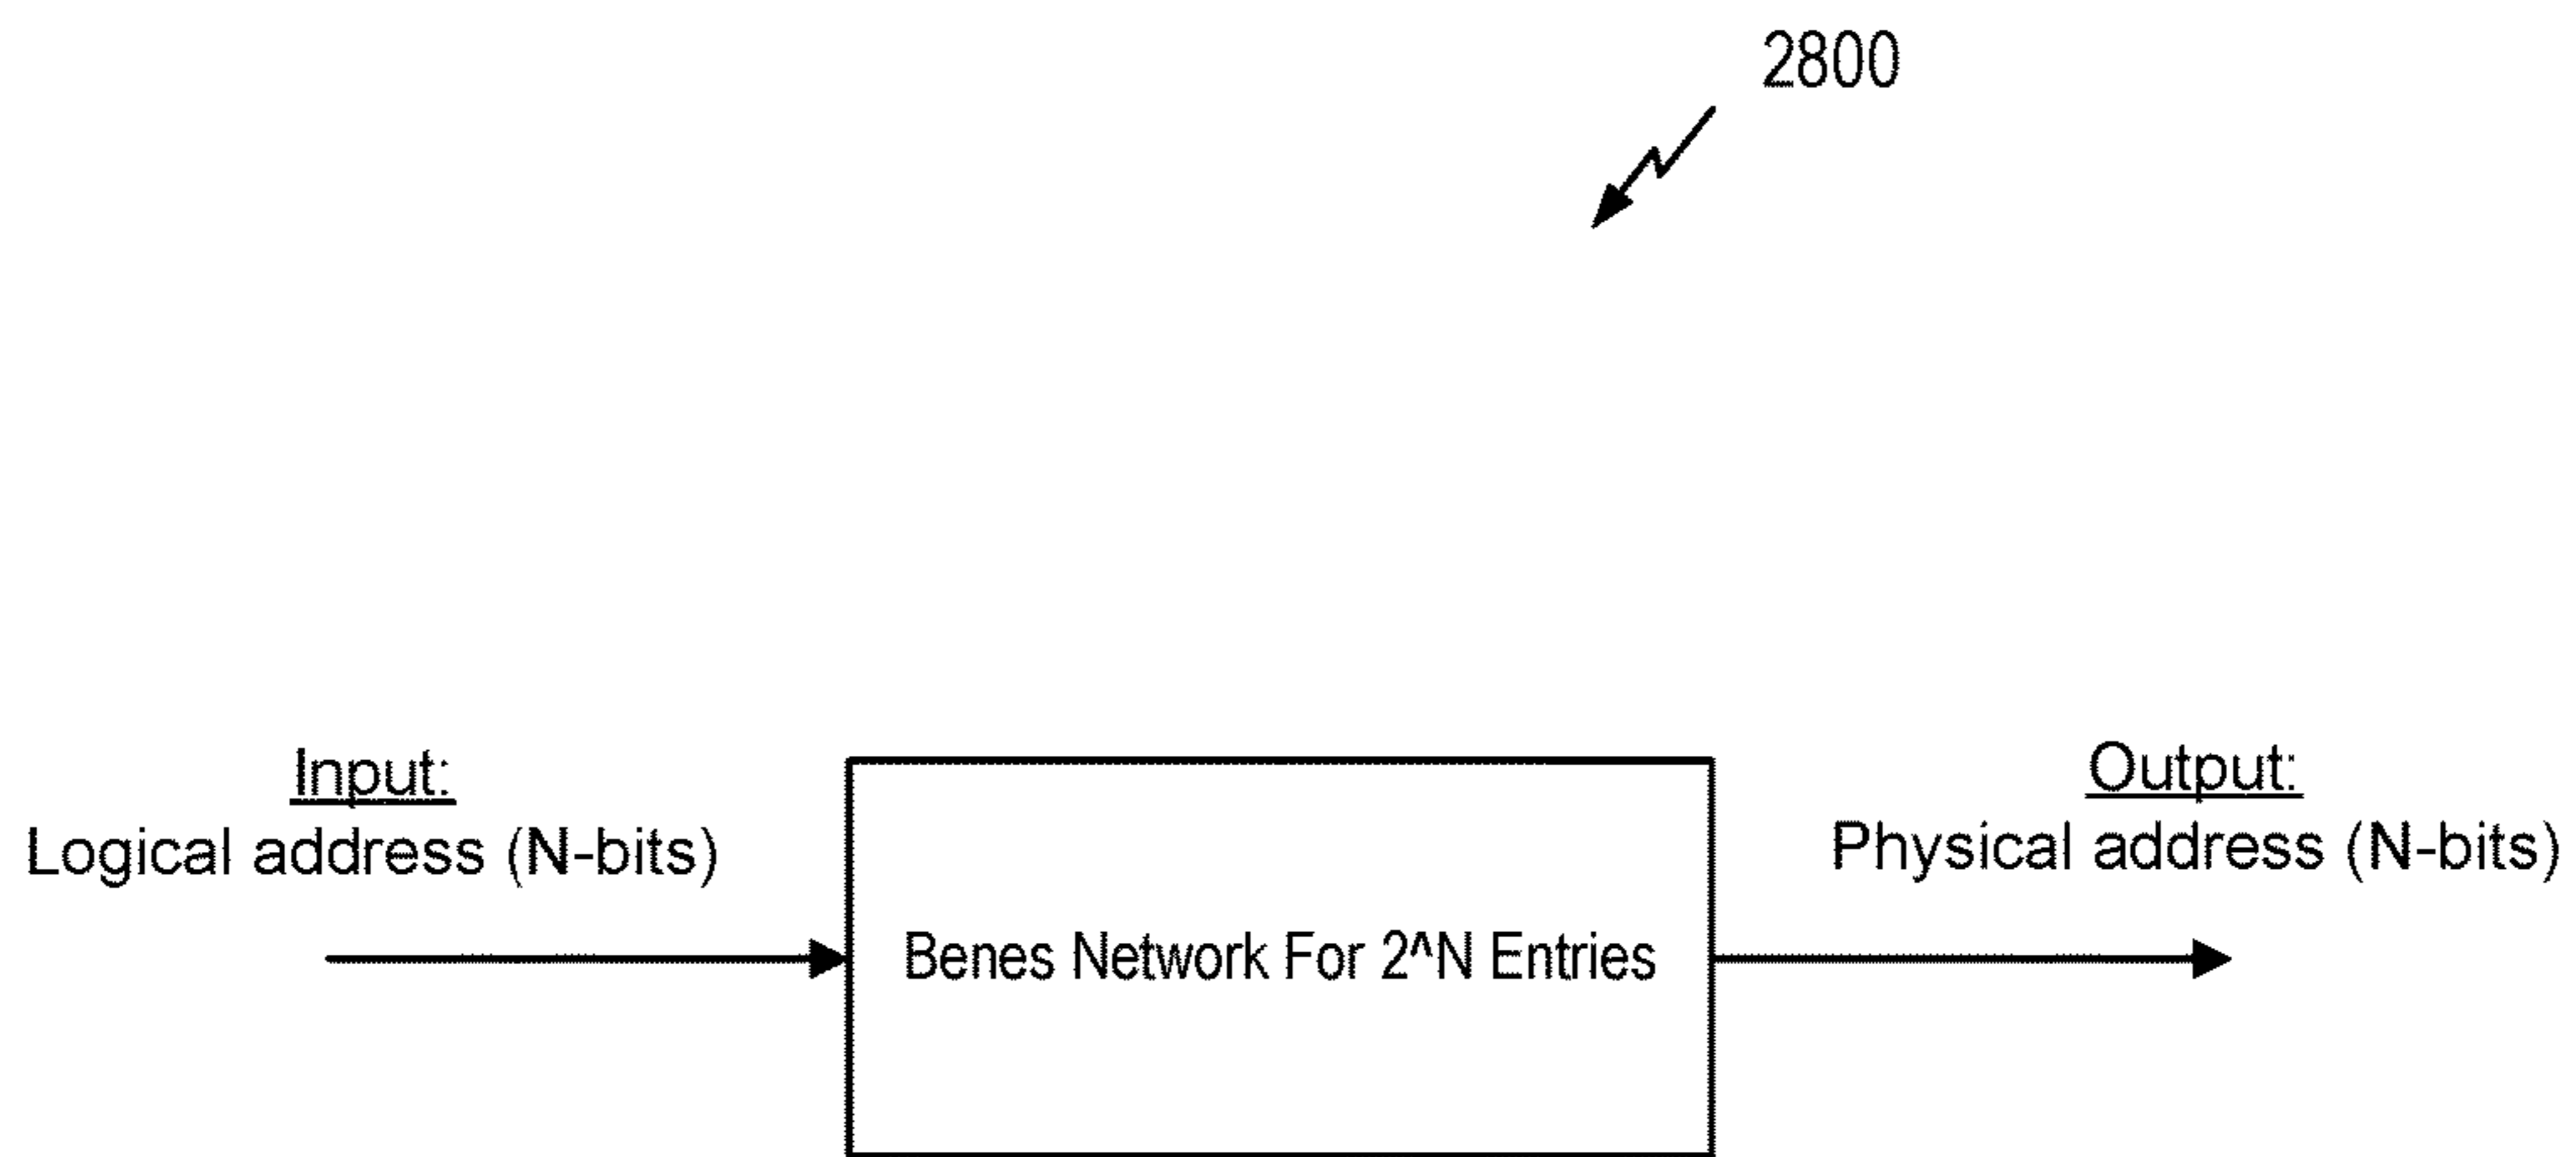 2800
Input:
Logical address (N-bits)
Benes Network For 2^N Entries
Output:
Physical address (N-bits)